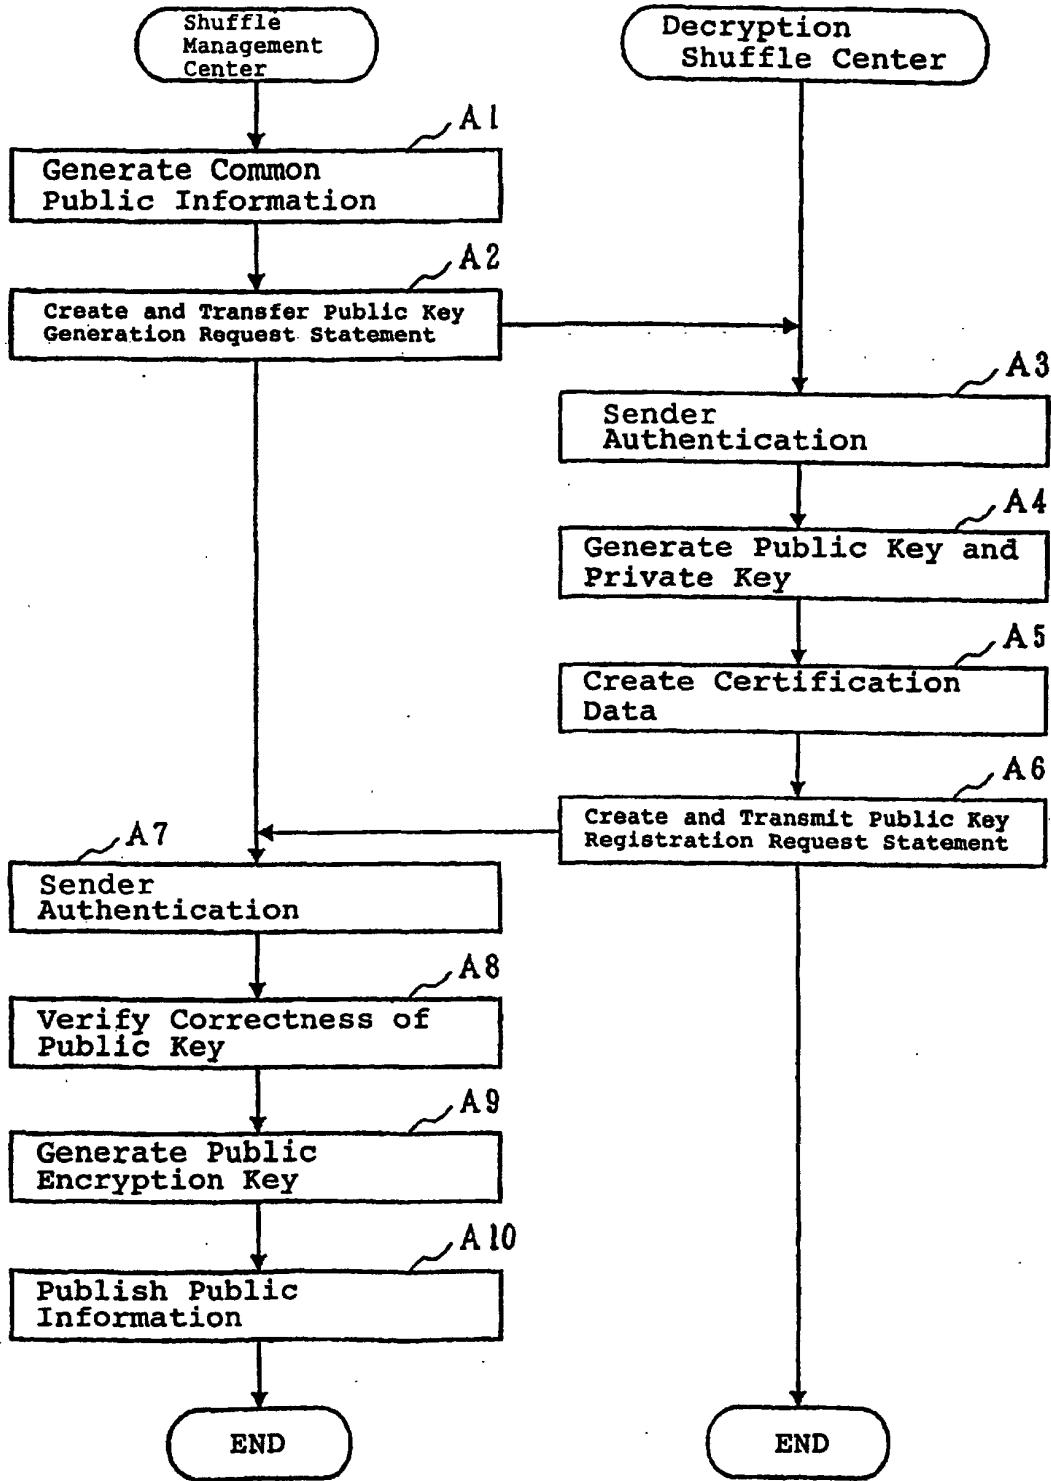 Shuffle
Management
Center
Decryption
Shuffle Center
A1
Generate Common
Public Information
A2
Create and Transfer Public Key
Generation Request Statement
A3
Sender
Authentication
A4
Generate Public Key and
Private Key
A5
Create Certification
Data
A6
Create and Transmit Public Key
Registration Request Statement
A7
Sender
Authentication
A8
Verify Correctness of
Public Key
A9
Generate Public
Encryption Key
A10
Publish Public
Information
END
END